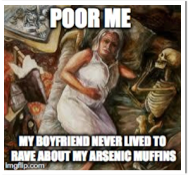 POOR ME
MY BOYFRIEND NEVER LIVED TO
RAVE ABOUT MY ARSENIC MUFFINS
imgflip.com